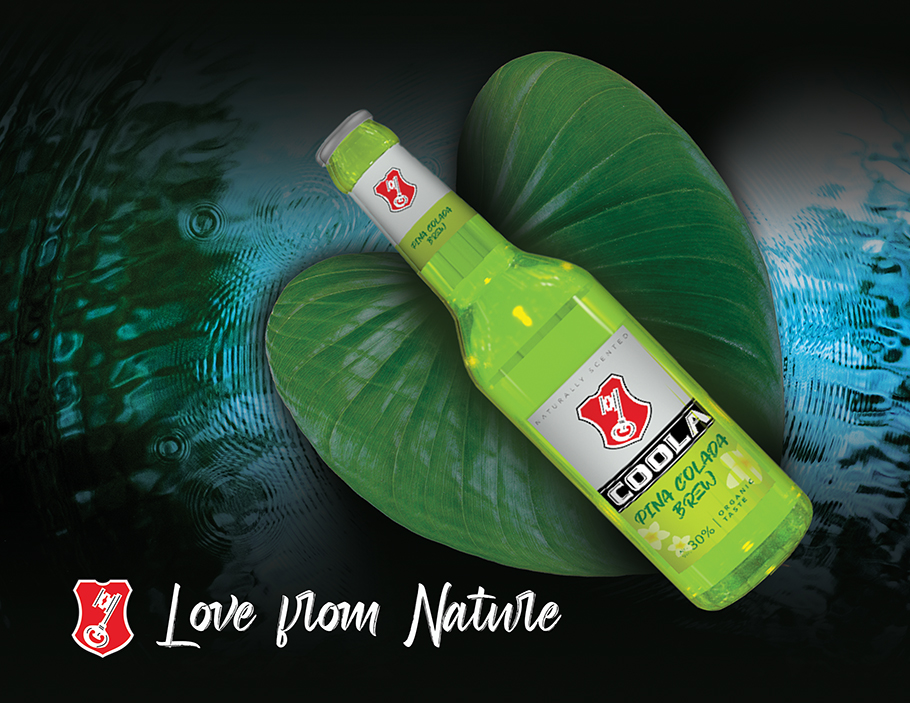 PINA COLADA
BREW
NATURALLY SCENTED
COOLA
PINA COLADA
BREW
30% | ORGANIC
TASTE
Love from Nature